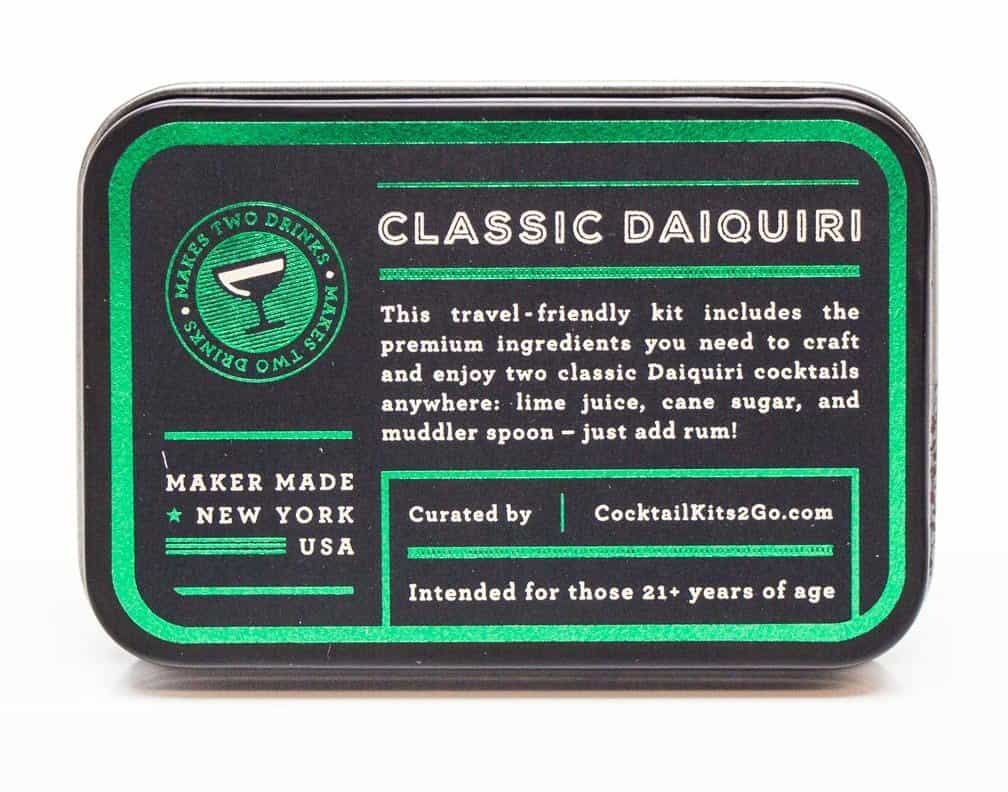 MAKES TWO DRINKS • MAKES TWO DRINKS •
MAKER MADE
★ NEW YORK
USA
CLASSIC DAIQUIRI
This travel-friendly kit includes the
premium ingredients you need to craft
and enjoy two classic Daiquiri cocktails
anywhere: lime juice, cane sugar, and
muddler spoon – just add rum!
Curated by | CocktailKits2Go.com
Intended for those 21+ years of age